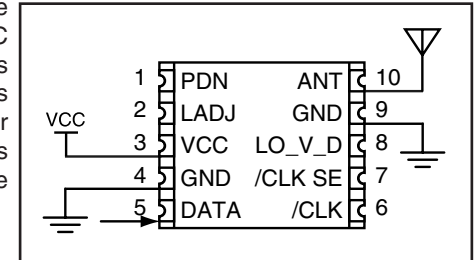 e
C
s
s
r
s
e
1 PDN ANT 10
2 LADJ GND 9
VCC
3 VCC LO_V_D 8
4 GND /CLK SE 7
5 DATA /CLK 6